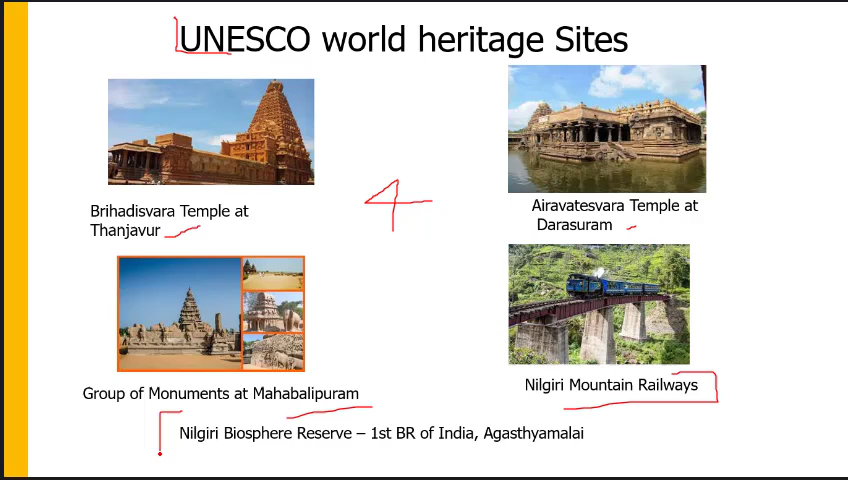 UNESCO world heritage Sites
Brihadisvara Temple at
Thanjavur
Airavatesvara Temple at
Darasuram
4
Group of Monuments at Mahabalipuram
Nilgiri Mountain Railways
Nilgiri Biosphere Reserve – 1st BR of India, Agasthyamalai